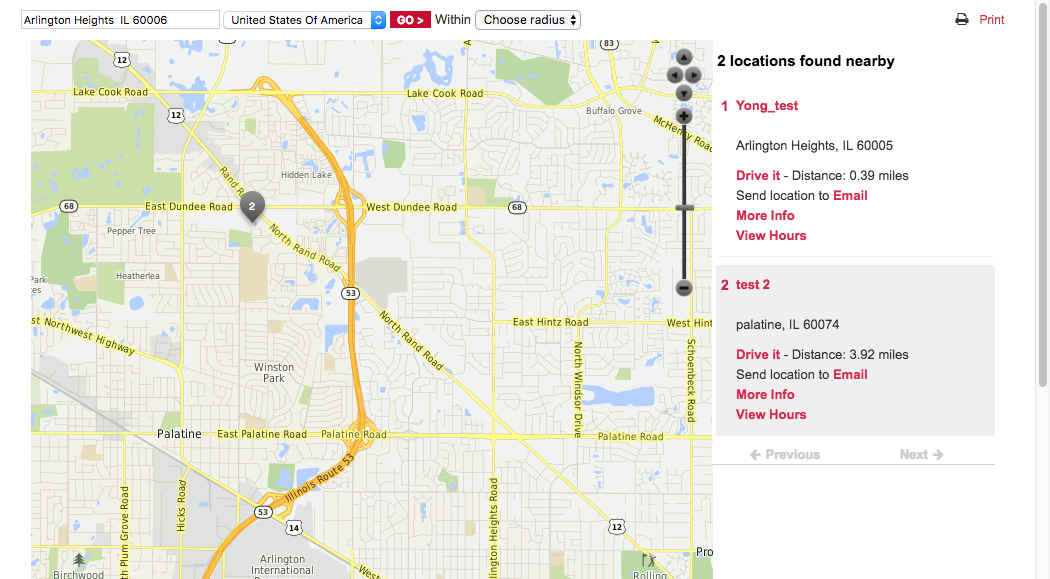 Arlington Heights  IL 60006
United States Of America
GO >
Within
Choose radius
Print
2 locations found nearby
1 Yong_test
Arlington Heights, IL 60005
Drive it - Distance: 0.39 miles
Send location to Email
More Info
View Hours
2 test 2
palatine, IL 60074
Drive it - Distance: 3.92 miles
Send location to Email
More Info
View Hours
Previous
Next
83
12
Lake Cook Road
Lake Cook Road
12
Buffalo Grove
McHenry Road
Rand Road
Hidden Lake
68
East Dundee Road
2
West Dundee Road
68
Pepper Tree
North Rand Road
Heatherlea
Park
53
st Northwest Highway
North Rand Road
East Hintz Road
West Hint
Winston
Park
North Windsor Drive
Schoenbeck Road
Palatine
East Palatine Road
Palatine Road
Palatine Road
Illinois Route 53
Hicks Road
h Plum Grove Road
lington Heights Road
53
14
12
Arlington
International
Pro
Birchwood
West
Rolling